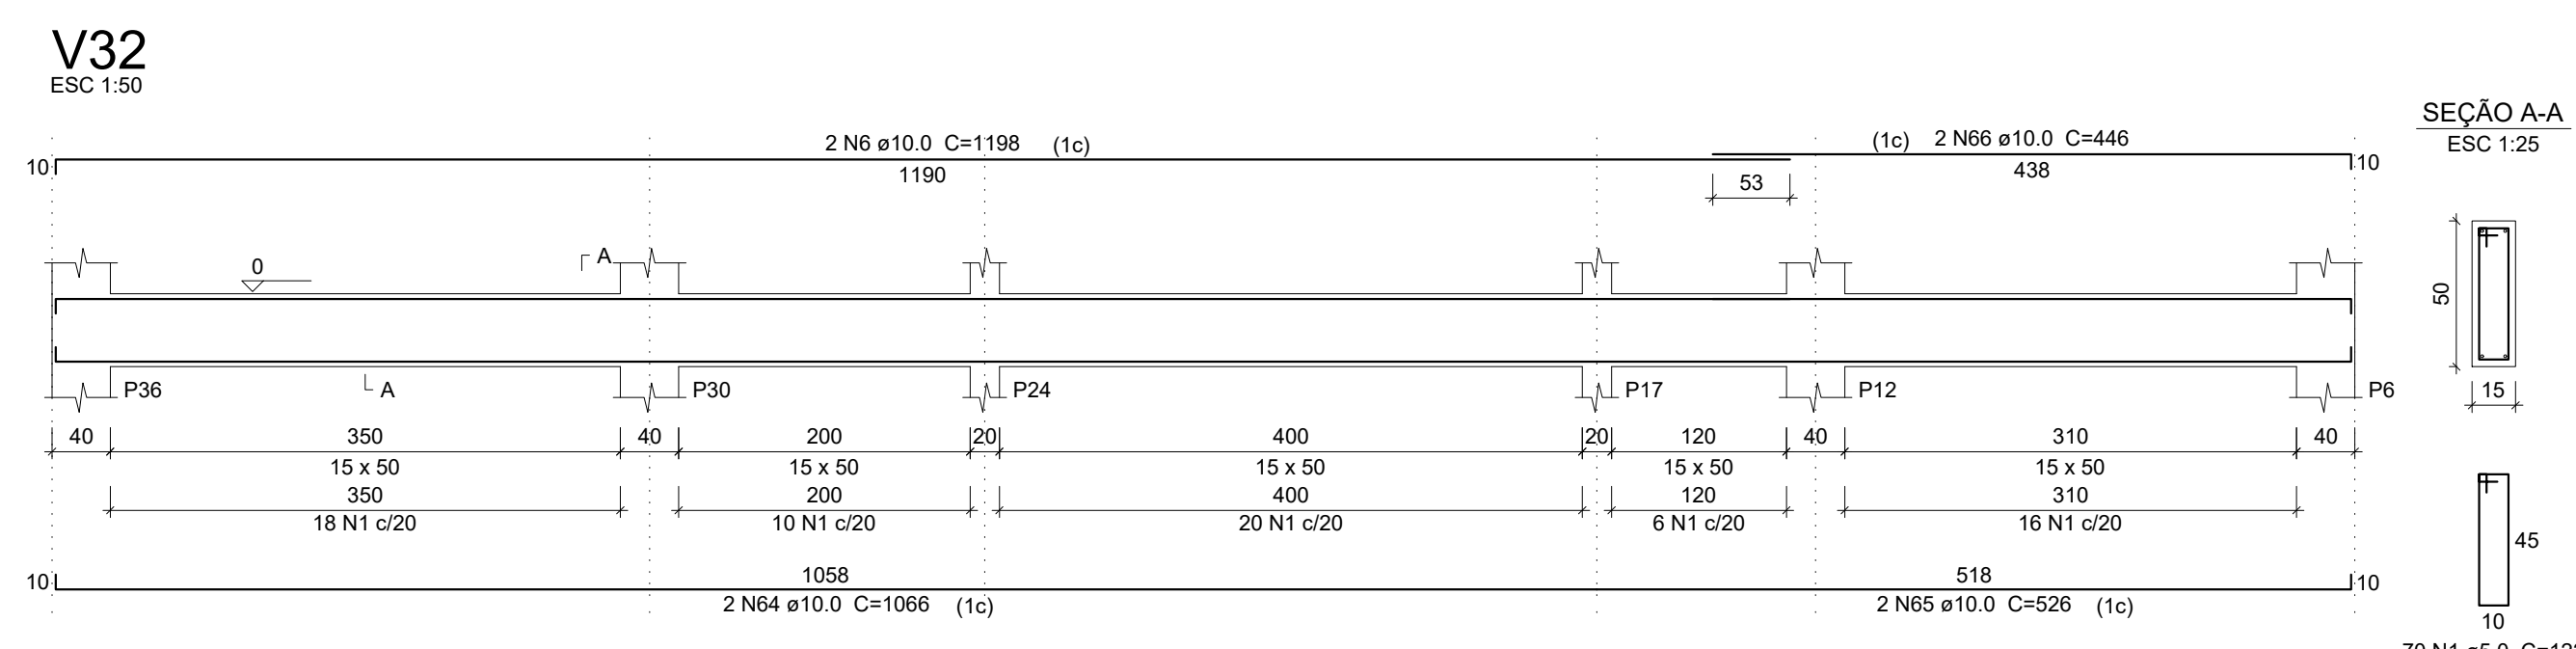 V32
ESC 1:50
SEÇÃO A-A
ESC 1:25
2 N6 ø10.0 C=1198 (1c)
(1c) 2 N66 ø10.0 C=446
10
1190
438
10
53
0
A
50
A
P36
P30
P24
P17
P12
P6
15
40
350
40
200
20
400
20
120
40
310
40
15 x 50
15 x 50
15 x 50
15 x 50
15 x 50
350
200
400
120
310
18 N1 c/20
10 N1 c/20
20 N1 c/20
6 N1 c/20
16 N1 c/20
45
10
1058
518
10
2 N64 ø10.0 C=1066 (1c)
2 N65 ø10.0 C=526 (1c)
10
70 N1 ø5.0